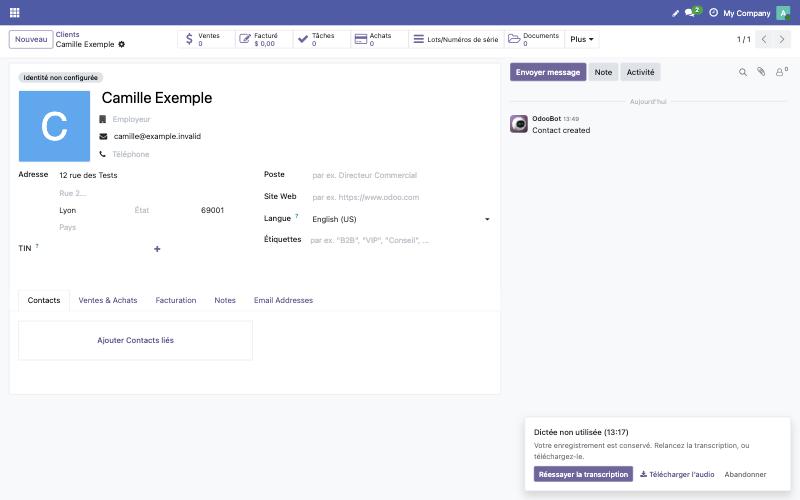 2
My Company
A
Nouveau
Clients
Camille Exemple
Ventes
0
Facturé
$ 0,00
Tâches
0
Achats
0
Lots/Numéros de série
Documents
0
Plus
1 / 1
Identité non configurée
C
Camille Exemple
Employeur
camille@example.invalid
Téléphone
Adresse
12 rue des Tests
Rue 2...
Lyon État 69001
Pays
TIN ?
Poste par ex. Directeur Commercial
Site Web par ex. https://www.odoo.com
Langue ? English (US)
Étiquettes par ex. "B2B", "VIP", "Conseil", ...
Contacts Ventes & Achats Facturation Notes Email Addresses
Ajouter Contacts liés
Envoyer message Note Activité 0
Aujourd'hui
OdooBot 13:49
Contact created
Dictée non utilisée (13:17)
Votre enregistrement est conservé. Relancez la transcription, ou
téléchargez-le.
Réessayer la transcription Télécharger l'audio Abandonner